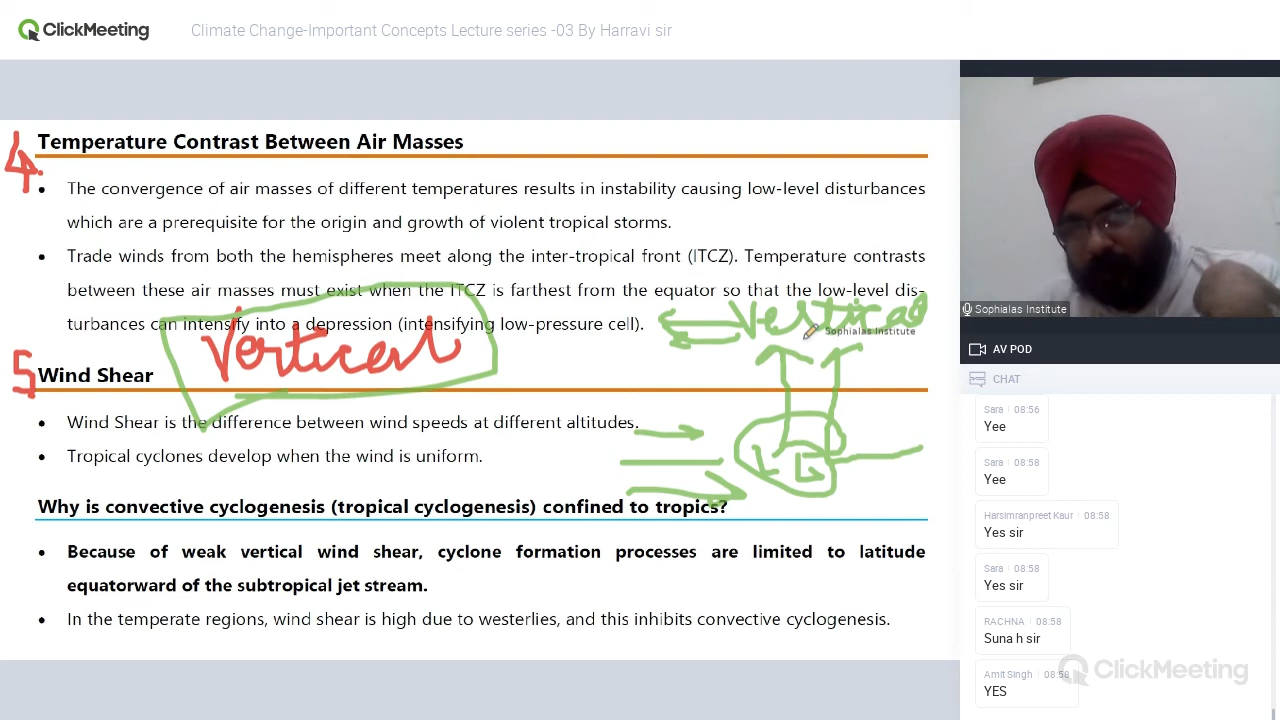 ClickMeeting
Climate Change-Important Concepts Lecture series -03 By Harravi sir
4.
Temperature Contrast Between Air Masses
• The convergence of air masses of different temperatures results in instability causing low-level disturbances
which are a prerequisite for the origin and growth of violent tropical storms.
• Trade winds from both the hemispheres meet along the inter-tropical front (ITCZ). Temperature contrasts
between these air masses must exist when the ITCZ is farthest from the equator so that the low-level dis-
turbances can intensify into a depression (intensifying low-pressure cell).
Vertical
Vertical
Sophialas Institute
5
Wind Shear
• Wind Shear is the difference between wind speeds at different altitudes.
• Tropical cyclones develop when the wind is uniform.
Why is convective cyclogenesis (tropical cyclogenesis) confined to tropics?
• Because of weak vertical wind shear, cyclone formation processes are limited to latitude
equatorward of the subtropical jet stream.
• In the temperate regions, wind shear is high due to westerlies, and this inhibits convective cyclogenesis.
Sophialas Institute
AV POD
CHAT
Sara 08:56
Yee
Sara 08:58
Yee
Harsimranpreet Kaur 08:58
Yes sir
Sara 08:58
Yes sir
RACHNA 08:58
Suna h sir
Amit Singh 08:58
YES
ClickMeeting